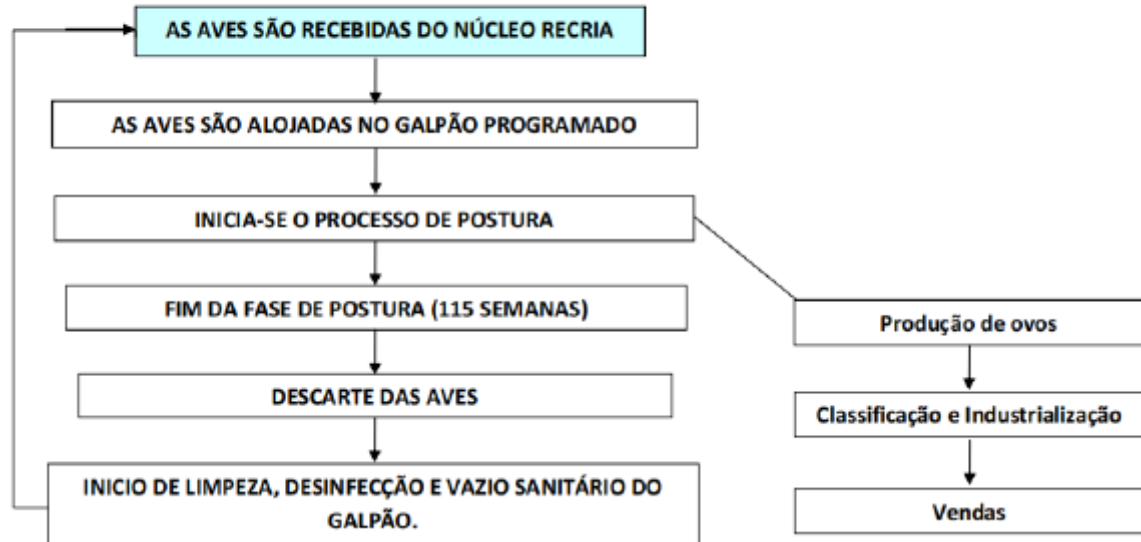 AS AVES SÃO RECEBIDAS DO NÚCLEO RECRIA
AS AVES SÃO ALOJADAS NO GALPÃO PROGRAMADO
INICIA-SE O PROCESSO DE POSTURA
FIM DA FASE DE POSTURA (115 SEMANAS)
DESCARTE DAS AVES
INICIO DE LIMPEZA, DESINFECÇÃO E VAZIO SANITÁRIO DO
GALPÃO.
Produção de ovos
Classificação e Industrialização
Vendas